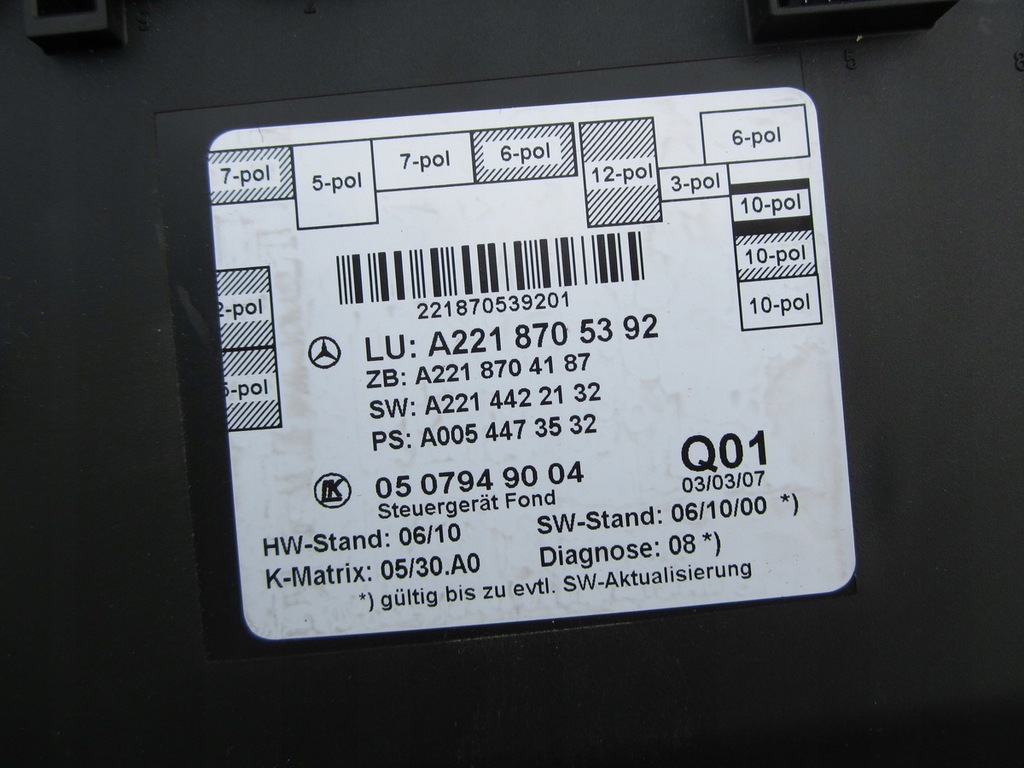 7-pol 5-pol 7-pol 6-pol 12-pol 3-pol 6-pol
10-pol
10-pol
10-pol
2-pol
6-pol
221870539201
LU: A221 870 53 92
ZB: A221 870 41 87
SW: A221 442 21 32
PS: A005 447 35 32
Q01
03/03/07
05 0794 90 04
Steuergerät Fond
HW-Stand: 06/10
SW-Stand: 06/10/00 *)
K-Matrix: 05/30.A0
Diagnose: 08 *)
*) gültig bis zu evtl. SW-Aktualisierung